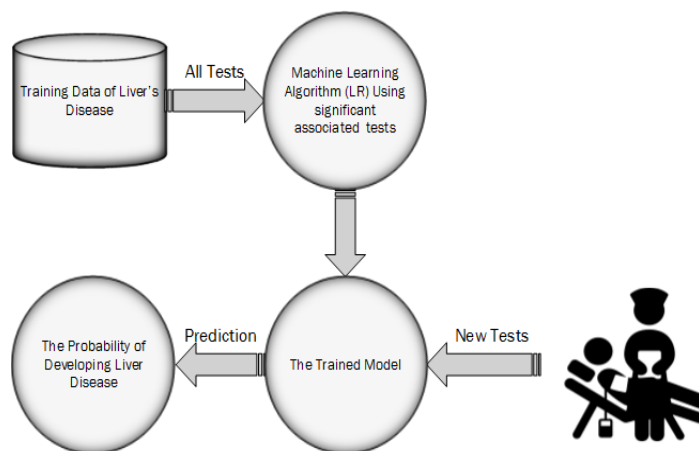 Training Data of Liver's
Disease
All Tests
Machine Learning
Algorithm (LR) Using
significant
associated tests
The Probability of
Developing Liver
Disease
Prediction
The Trained Model
New Tests